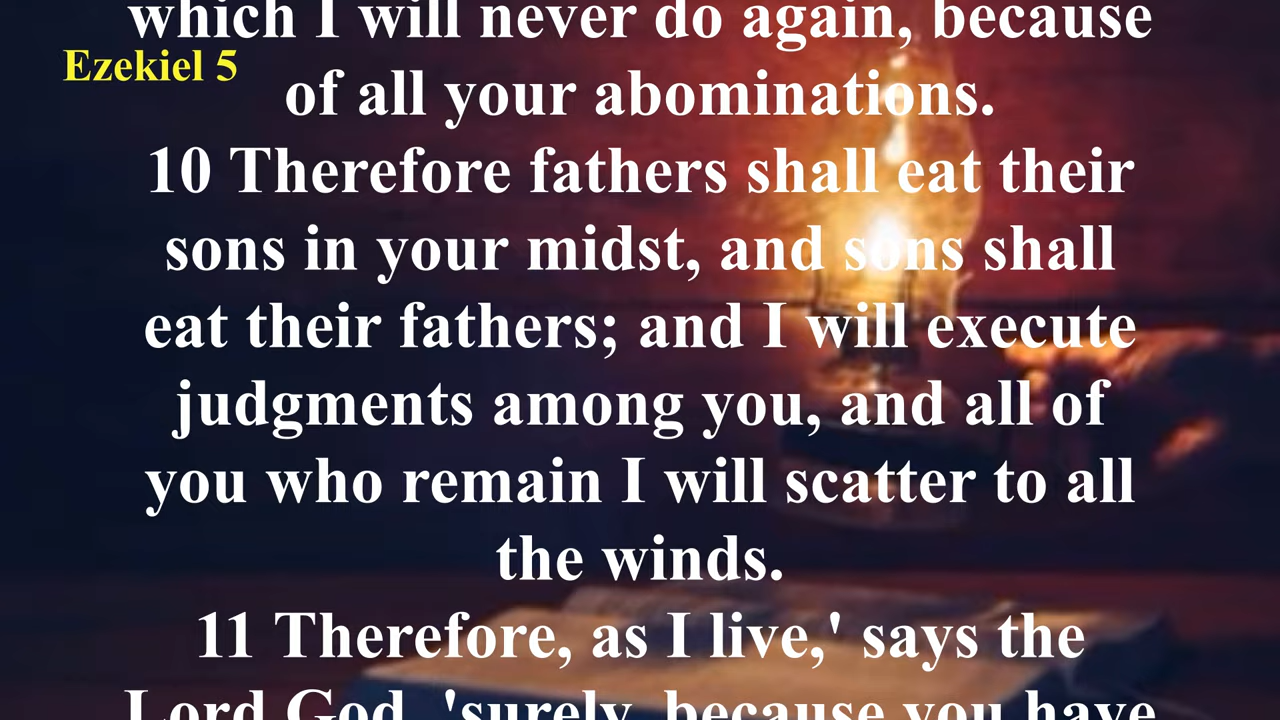 which I will never do again, because
Ezekiel 5
of all your abominations.
10 Therefore fathers shall eat their
sons in your midst, and sons shall
eat their fathers; and I will execute
judgments among you, and all of
you who remain I will scatter to all
the winds.
11 Therefore, as I live,' says the
Lord God, 'surely, because you have